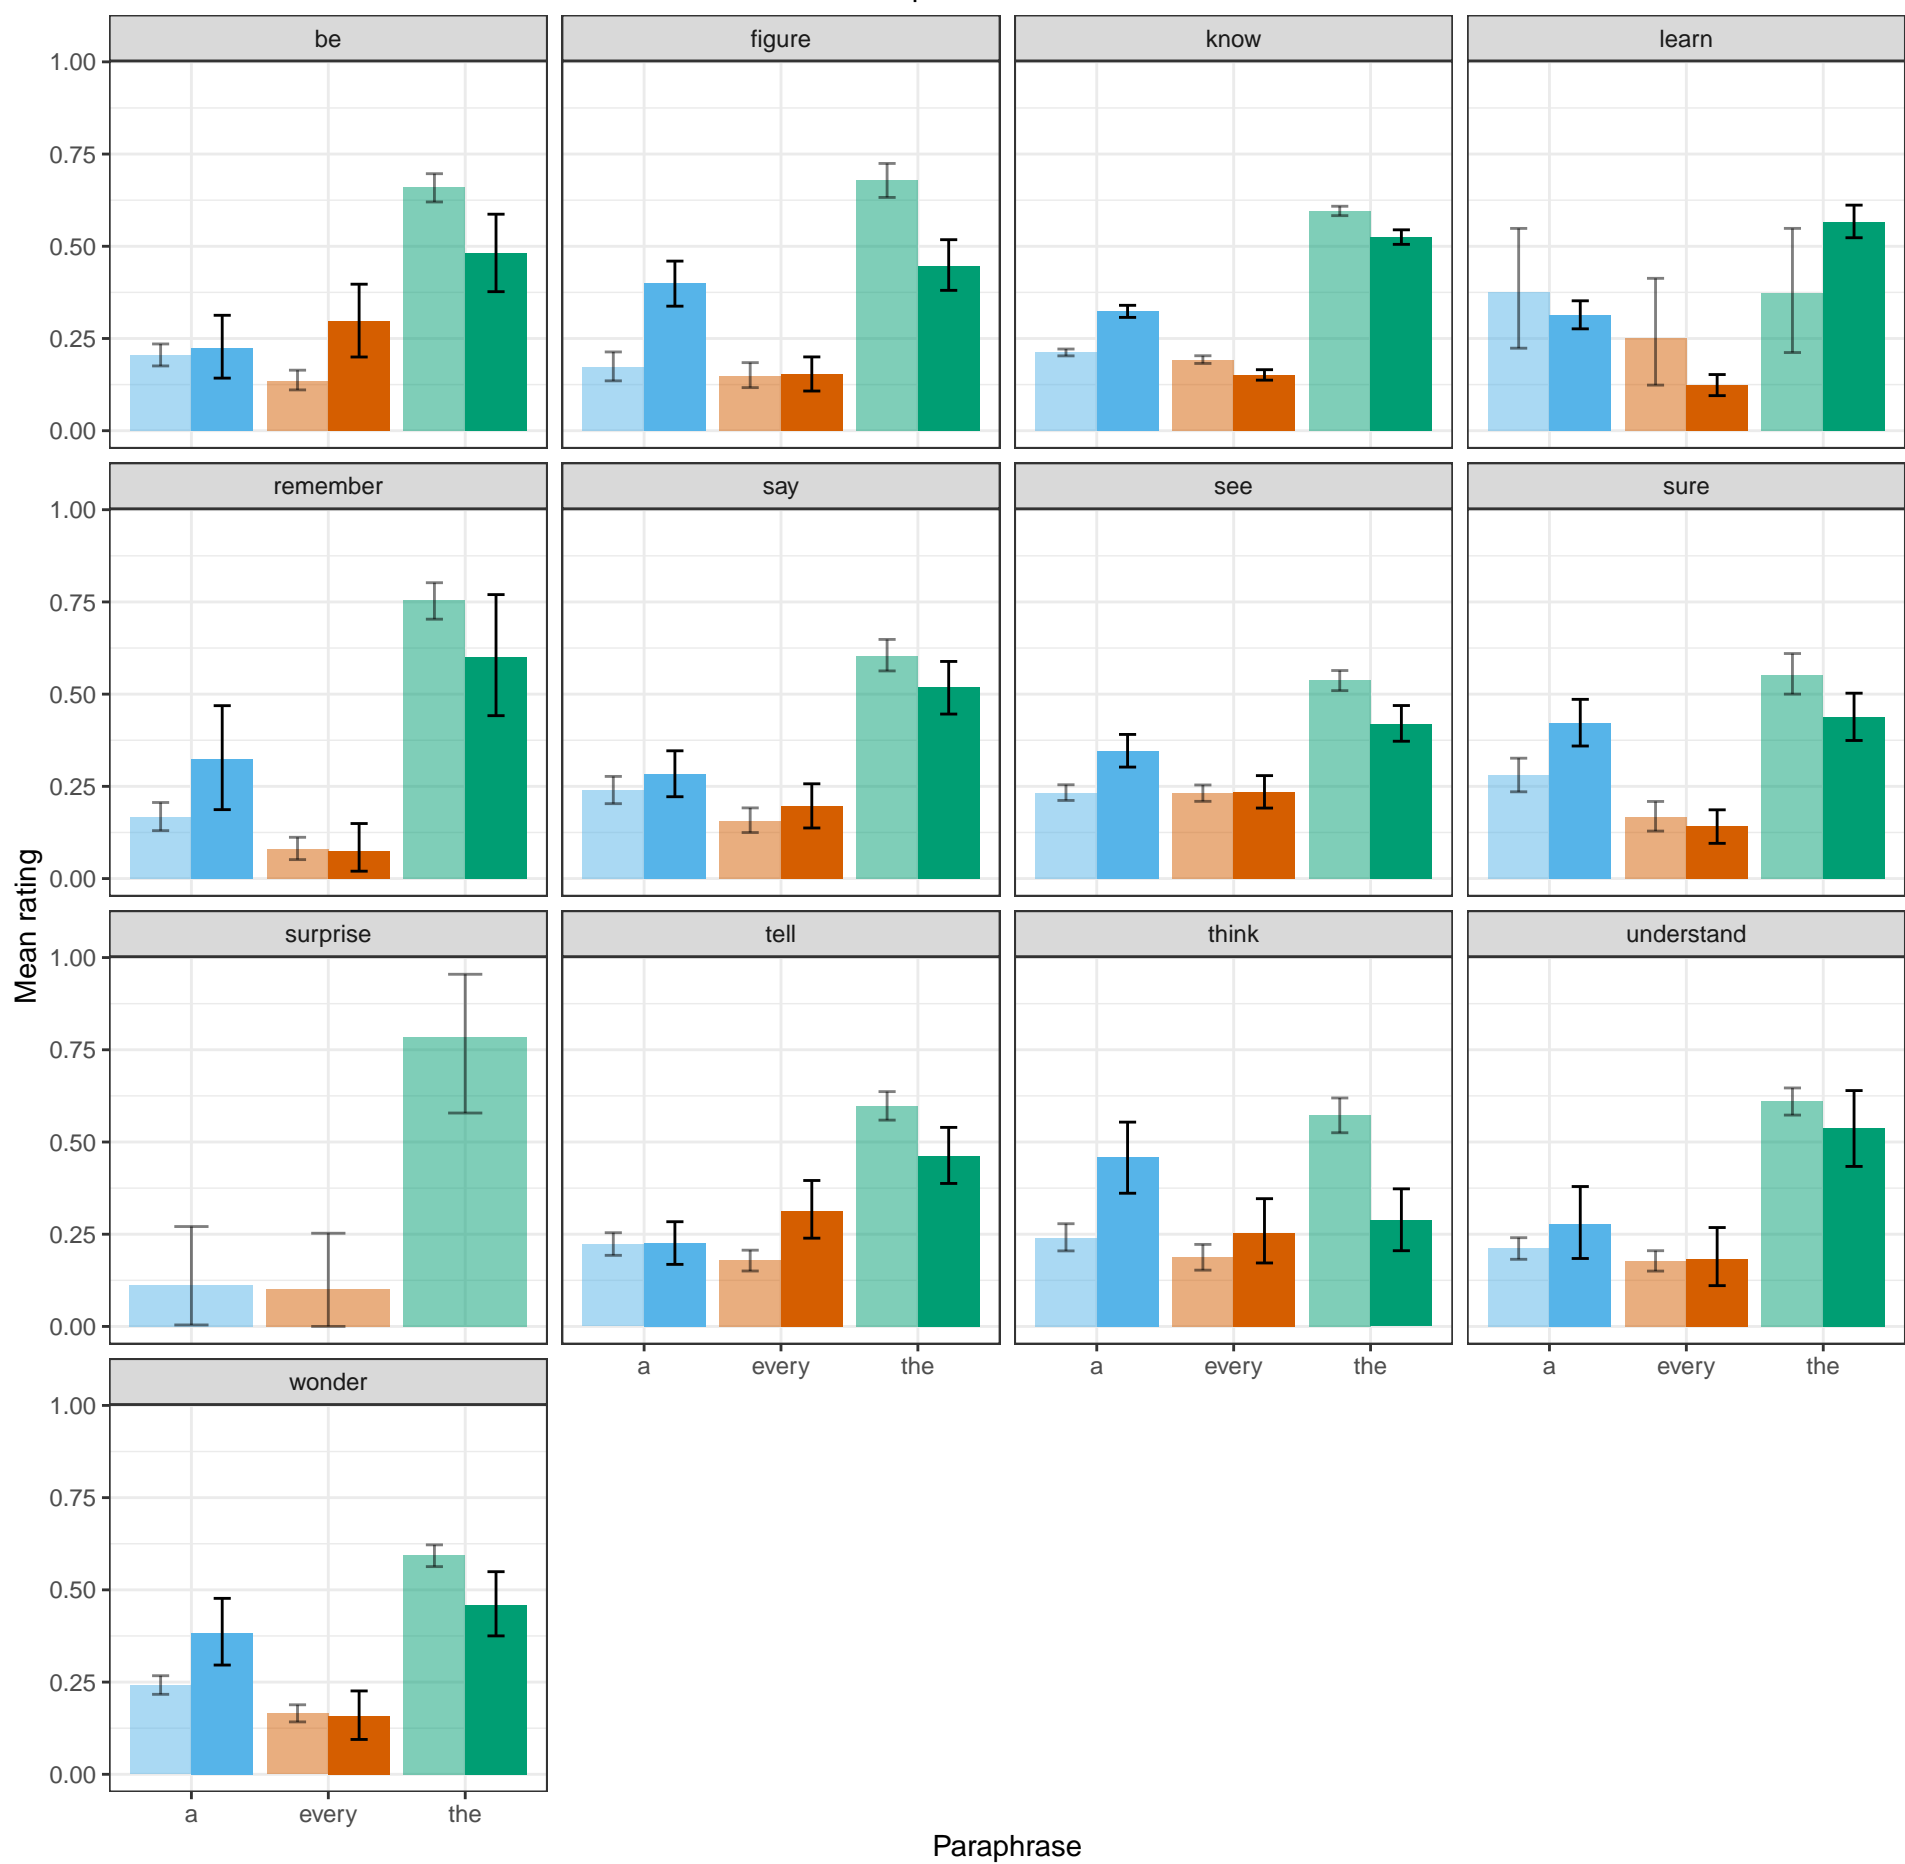 be figure know learn
1.00
0.75
0.50
0.25
0.00
remember say see sure
1.00
0.75
0.50
0.25
0.00
surprise tell think understand
1.00
0.75
0.50
0.25
0.00
a every the a every the a every the
wonder
1.00
0.75
0.50
0.25
0.00
a every the
Mean rating
Paraphrase